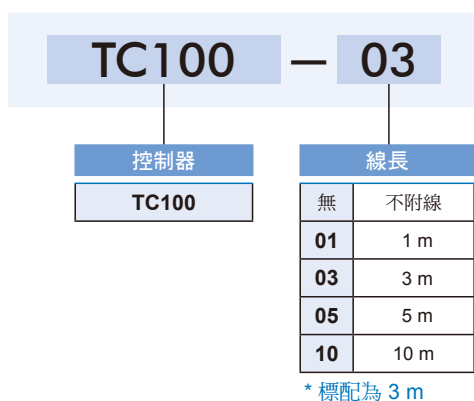 TC100 — 03
控制器
TC100
線長
無 不附線
01 1 m
03 3 m
05 5 m
10 10 m
* 標配為 3 m